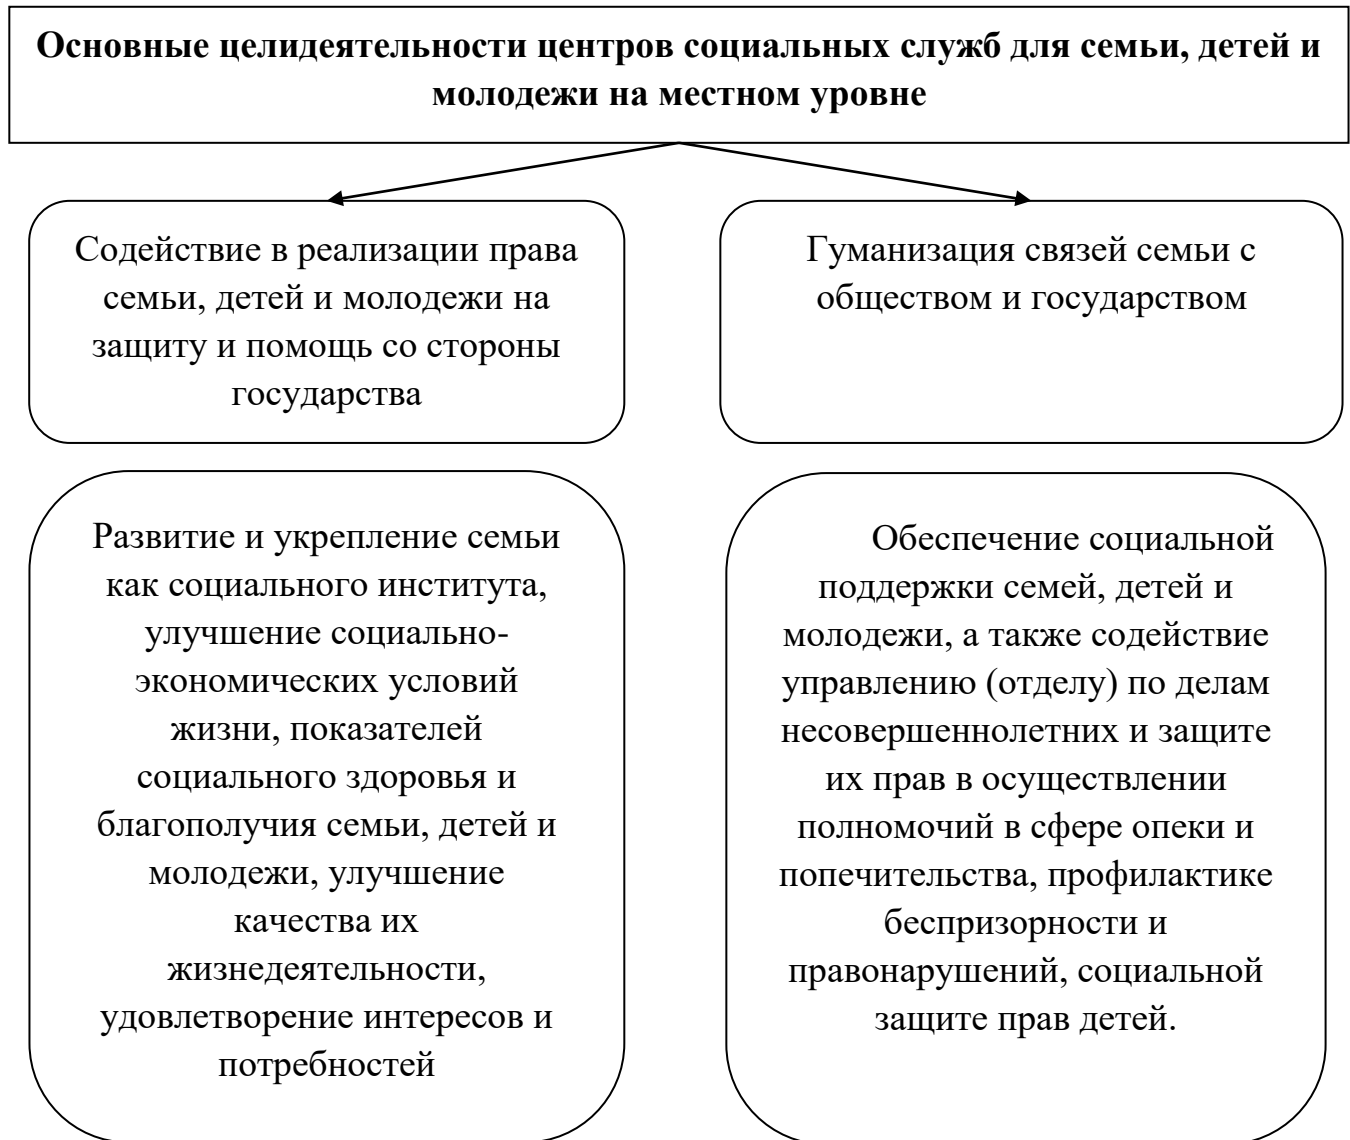 Основные целидеятельности центров социальных служб для семьи, детей и
молодежи на местном уровне
Содействие в реализации права
семьи, детей и молодежи на
защиту и помощь со стороны
государства
Гуманизация связей семьи с
обществом и государством
Развитие и укрепление семьи
как социального института,
улучшение социально-
экономических условий
жизни, показателей
социального здоровья и
благополучия семьи, детей и
молодежи, улучшение
качества их
жизнедеятельности,
удовлетворение интересов и
потребностей
Обеспечение социальной
поддержки семей, детей и
молодежи, а также содействие
управлению (отделу) по делам
несовершеннолетних и защите
их прав в осуществлении
полномочий в сфере опеки и
попечительства, профилактике
беспризорности и
правонарушений, социальной
защите прав детей.